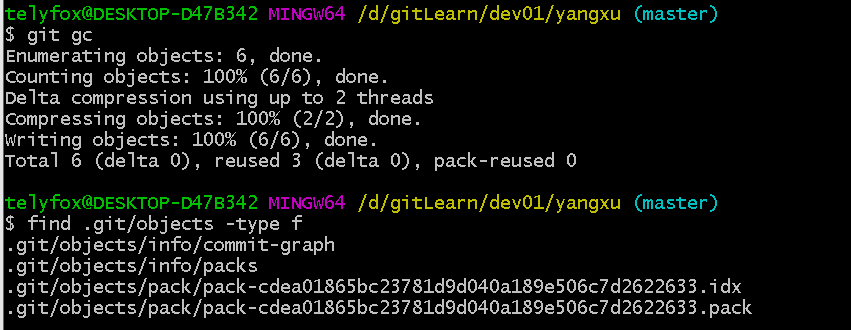 telyfox@DESKTOP-D47B342 MINGW64 /d/gitLearn/dev01/yangxu (master)
$ git gc
Enumerating objects: 6, done.
Counting objects: 100% (6/6), done.
Delta compression using up to 2 threads
Compressing objects: 100% (2/2), done.
Writing objects: 100% (6/6), done.
Total 6 (delta 0), reused 3 (delta 0), pack-reused 0
telyfox@DESKTOP-D47B342 MINGW64 /d/gitLearn/dev01/yangxu (master)
$ find .git/objects -type f
.git/objects/info/commit-graph
.git/objects/info/packs
.git/objects/pack/pack-cdea01865bc23781d9d040a189e506c7d2622633.idx
.git/objects/pack/pack-cdea01865bc23781d9d040a189e506c7d2622633.pack